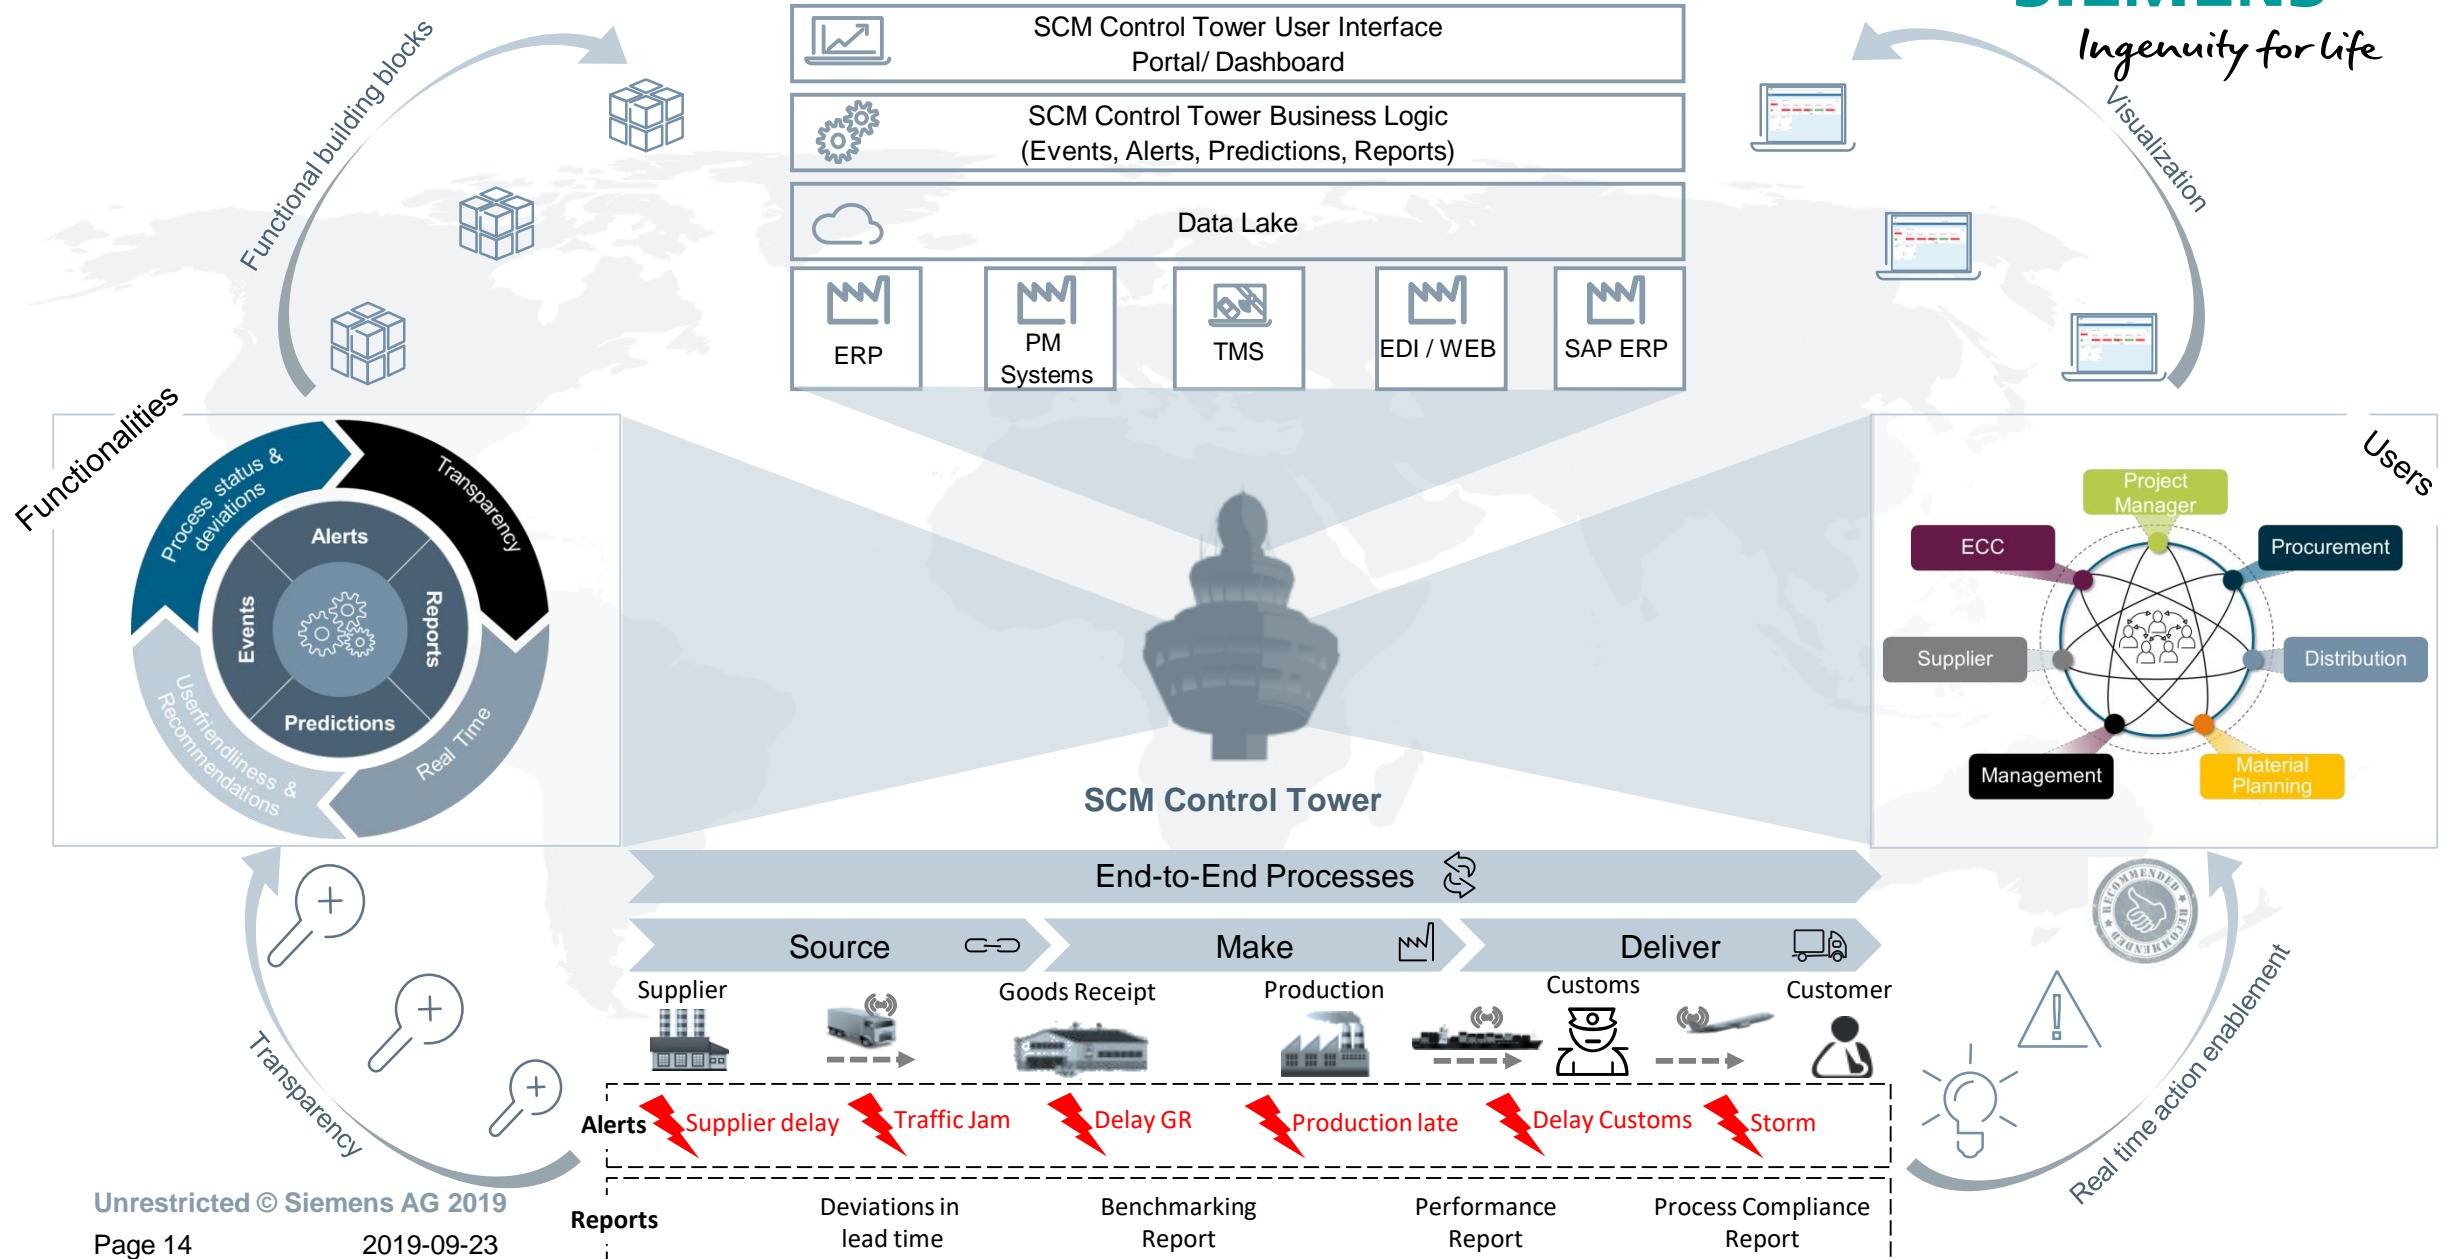 SIEMENS
Ingenuity for life
SCM Control Tower User Interface
Portal/ Dashboard
SCM Control Tower Business Logic
(Events, Alerts, Predictions, Reports)
Data Lake
ERP
PM
Systems
TMS
EDI / WEB
SAP ERP
Functional building blocks
Visualization
Functionalities
Process status &
deviations
Transparency
Real Time
Userfriendliness &
Recommendations
Alerts
Reports
Predictions
Events
Users
Project
Manager
ECC
Procurement
Supplier
Distribution
Management
Material
Planning
SCM Control Tower
End-to-End Processes
Source
Make
Deliver
Supplier
Goods Receipt
Production
Customs
Customer
Transparency
RECOMMENDED
RECOMMENDED
Real time action enablement
Alerts
Supplier delay
Traffic Jam
Delay GR
Production late
Delay Customs
Storm
Reports
Deviations in
lead time
Benchmarking
Report
Performance
Report
Process Compliance
Report
Unrestricted © Siemens AG 2019
Page 14
2019-09-23